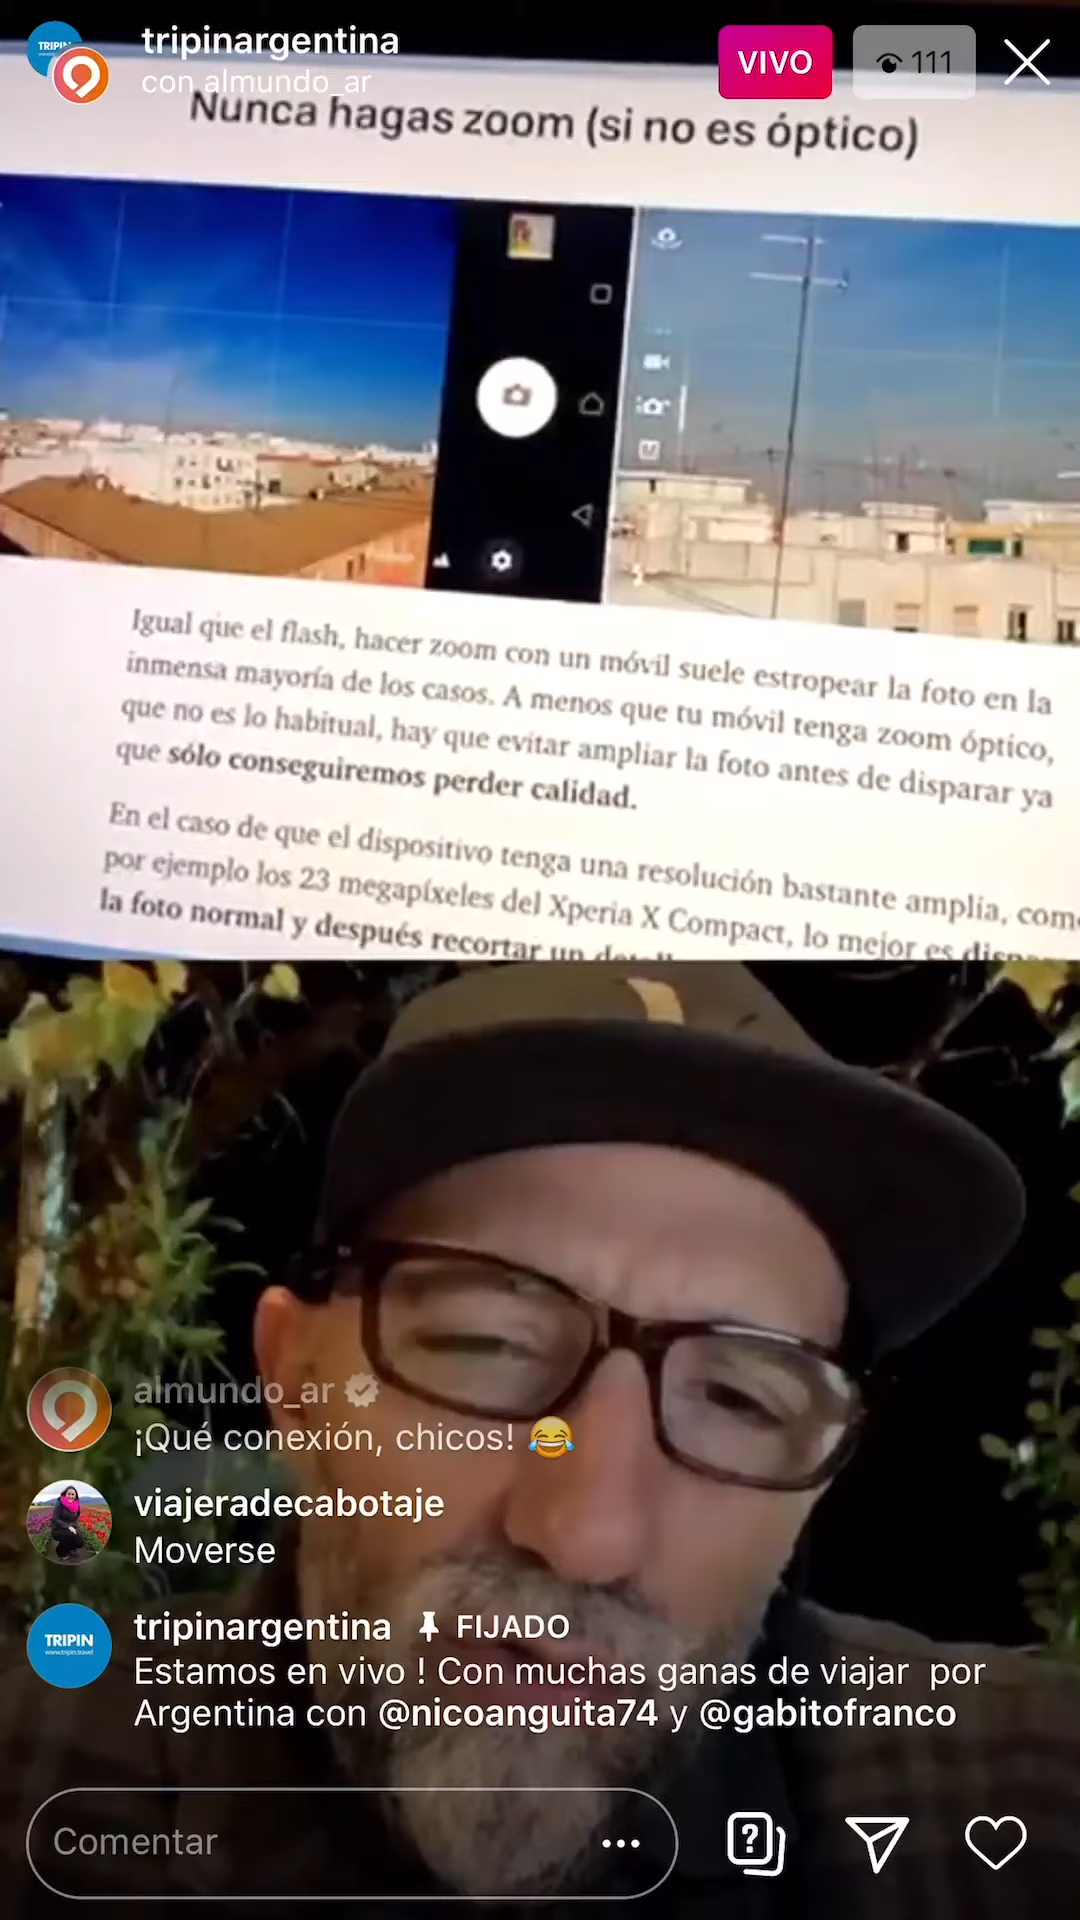 tripinargentina
con almundo_ar
VIVO
111
Nunca hagas zoom (si no es óptico)
Igual que el flash, hacer zoom con un móvil suele estropear la foto en la
inmensa mayoría de los casos. A menos que tu móvil tenga zoom óptico,
que no es lo habitual, hay que evitar ampliar la foto antes de disparar ya
que sólo conseguiremos perder calidad.
En el caso de que el dispositivo tenga una resolución bastante amplia, como
por ejemplo los 23 megapíxeles del Xperia X Compact, lo mejor es
la foto normal y después recortar un
almundo_ar
¡Qué conexión, chicos! 😂
viajeradecabotaje
Moverse
tripinargentina FIJADO
Estamos en vivo ! Con muchas ganas de viajar por
Argentina con @nicoanguita74 y @gabitofranco
TRIPIN
www.tripin.travel
Comentar